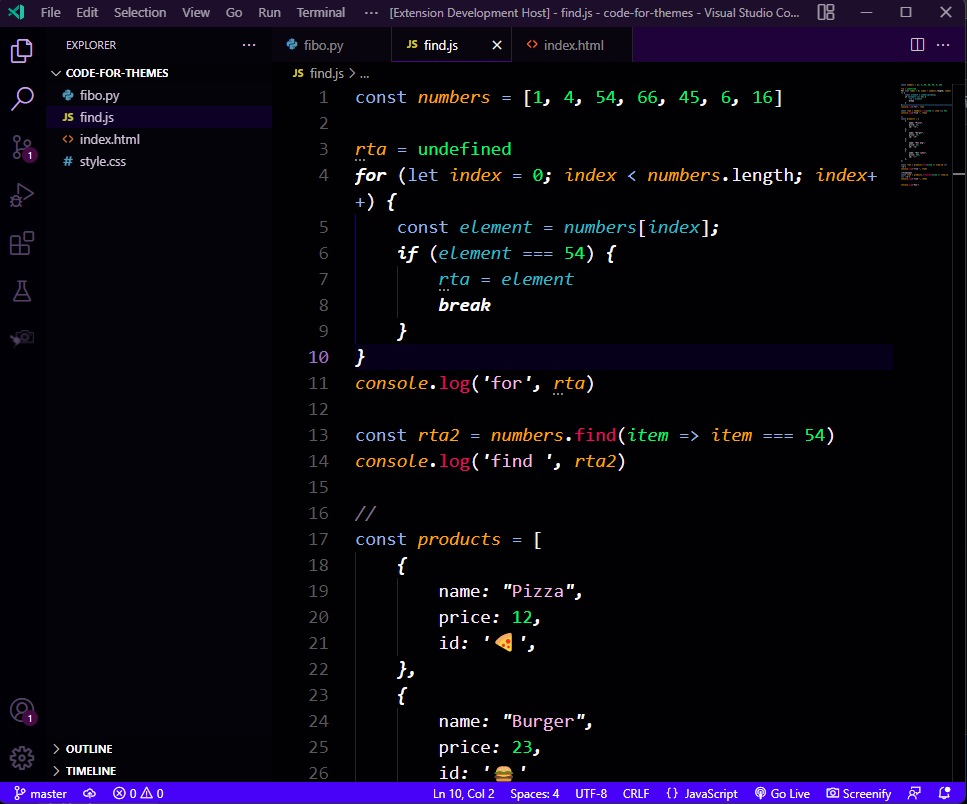 File Edit Selection View Go Run Terminal ··· [Extension Development Host] - find.js - code-for-themes - Visual Studio Co...
EXPLORER ···
CODE-FOR-THEMES
fibo.py
JS find.js
<> index.html
# style.css
1
1
OUTLINE
TIMELINE
fibo.py JS find.js <> index.html ···
JS find.js > ...
1 const numbers = [1, 4, 54, 66, 45, 6, 16]
2
3 rta = undefined
4 for (let index = 0; index < numbers.length; index+
+) {
5 const element = numbers[index];
6 if (element === 54) {
7 rta = element
8 break
9 }
10 }
11 console.log('for', rta)
12
13 const rta2 = numbers.find(item => item === 54)
14 console.log('find ', rta2)
15
16 //
17 const products = [
18 {
19 name: "Pizza",
20 price: 12,
21 id: '🍕',
22 },
23 {
24 name: "Burger",
25 price: 23,
26 id: '🍔'
master 0 0 Ln 10, Col 2 Spaces: 4 UTF-8 CRLF {} JavaScript Go Live Screenify